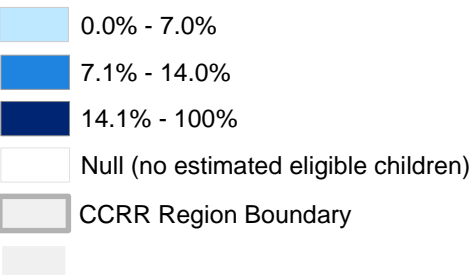 0.0% - 7.0%
7.1% - 14.0%
14.1% - 100%
Null (no estimated eligible children)
CCRR Region Boundary